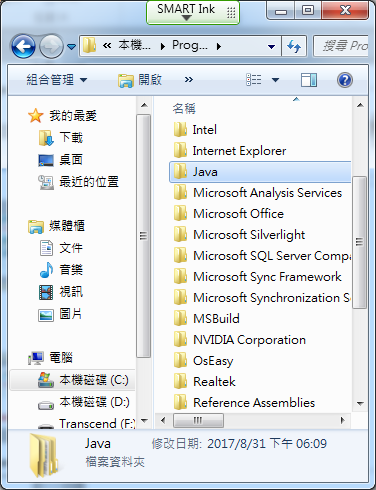 SMART Ink
« 本機... ▸ Prog... ▸
搜尋 Pro
組合管理 ▼ 開啟 »
我的最愛
下載
桌面
最近的位置
媒體櫃
文件
音樂
視訊
圖片
電腦
本機磁碟 (C:)
本機磁碟 (D:)
Transcend (F:)
名稱
Intel
Internet Explorer
Java
Microsoft Analysis Services
Microsoft Office
Microsoft Silverlight
Microsoft SQL Server Compa
Microsoft Sync Framework
Microsoft Synchronization S
MSBuild
NVIDIA Corporation
OsEasy
Realtek
Reference Assemblies
Java 修改日期: 2017/8/31 下午 06:09
檔案資料夾